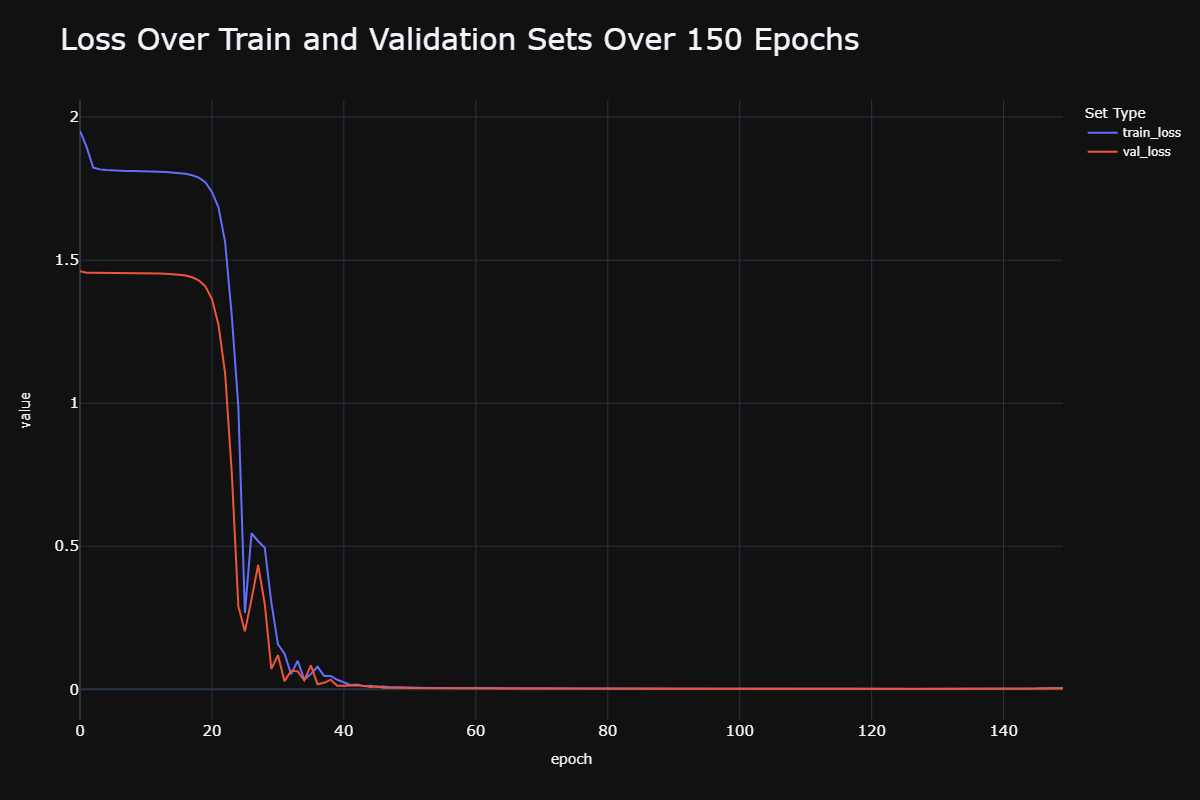 Loss Over Train and Validation Sets Over 150 Epochs
Set Type
train_loss
val_loss
2
1.5
1
0.5
0
value
0 20 40 60 80 100 120 140
epoch